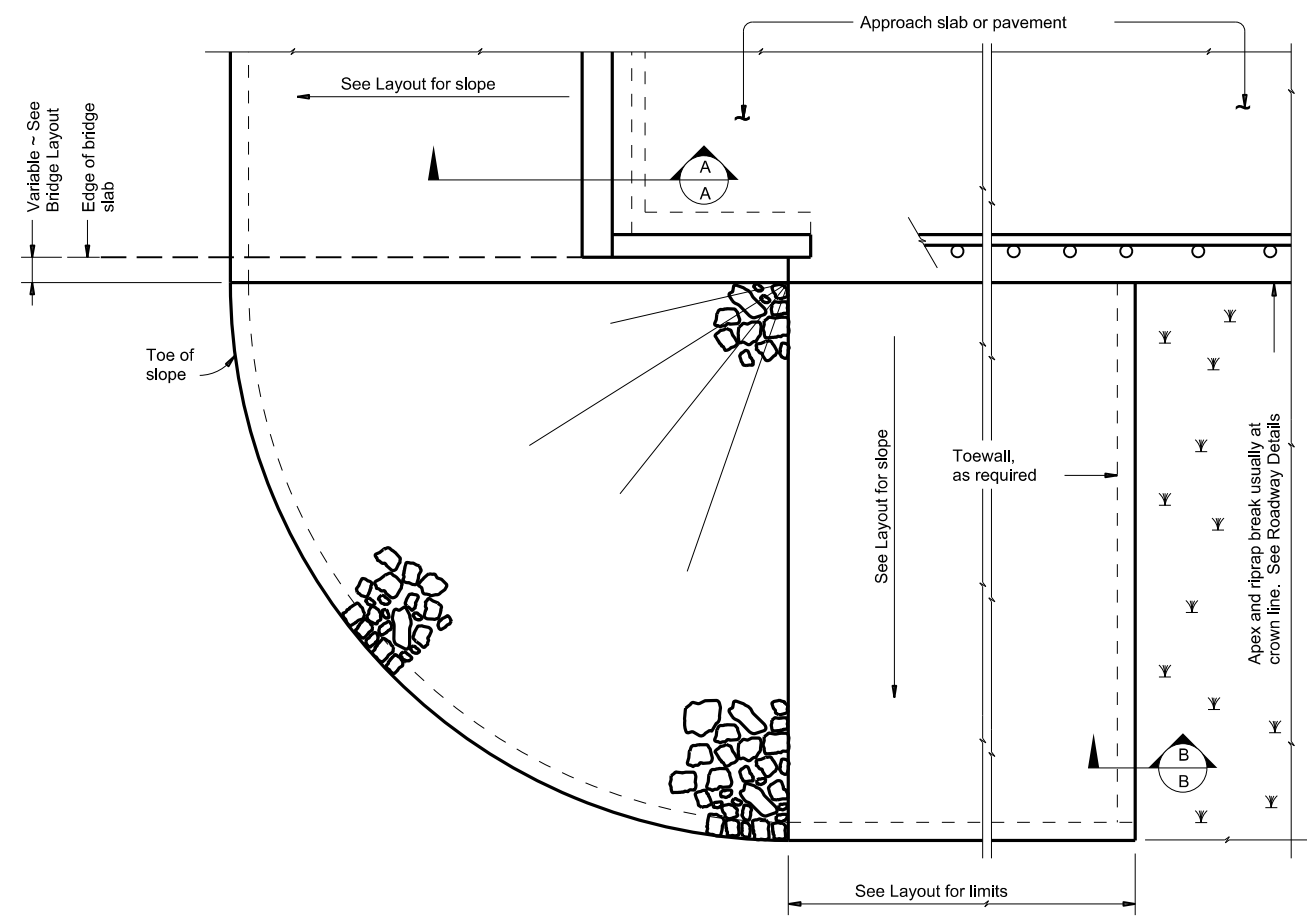 Approach slab or pavement
See Layout for slope
Variable ~ See
Bridge Layout
Edge of bridge
slab
A
A
Toe of
slope
See Layout for slope
Toewall,
as required
Apex and riprap break usually at
crown line. See Roadway Details
B
B
See Layout for limits